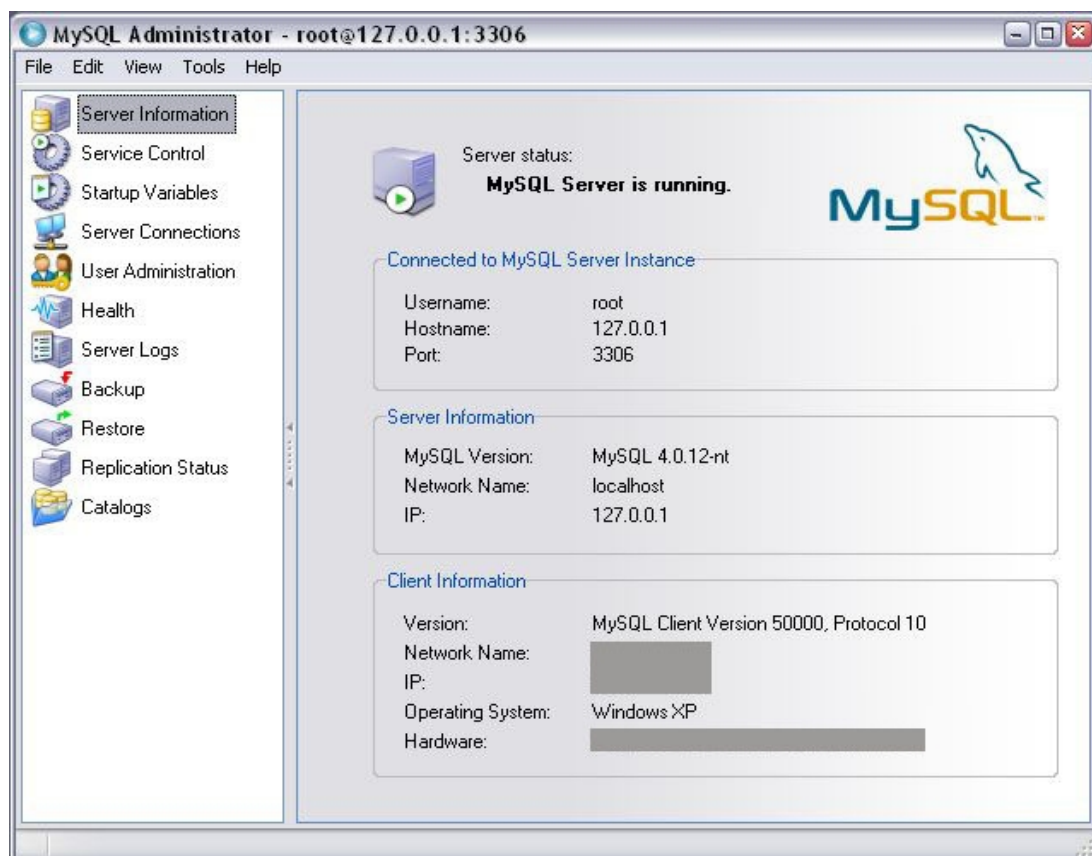 MySQL Administrator - root@127.0.0.1:3306
File Edit View Tools Help
Server Information
Service Control
Startup Variables
Server Connections
User Administration
Health
Server Logs
Backup
Restore
Replication Status
Catalogs
Server status:
MySQL Server is running.
MySQL
Connected to MySQL Server Instance
Username: root
Hostname: 127.0.0.1
Port: 3306
Server Information
MySQL Version: MySQL 4.0.12-nt
Network Name: localhost
IP: 127.0.0.1
Client Information
Version: MySQL Client Version 50000, Protocol 10
Network Name:
IP:
Operating System: Windows XP
Hardware: